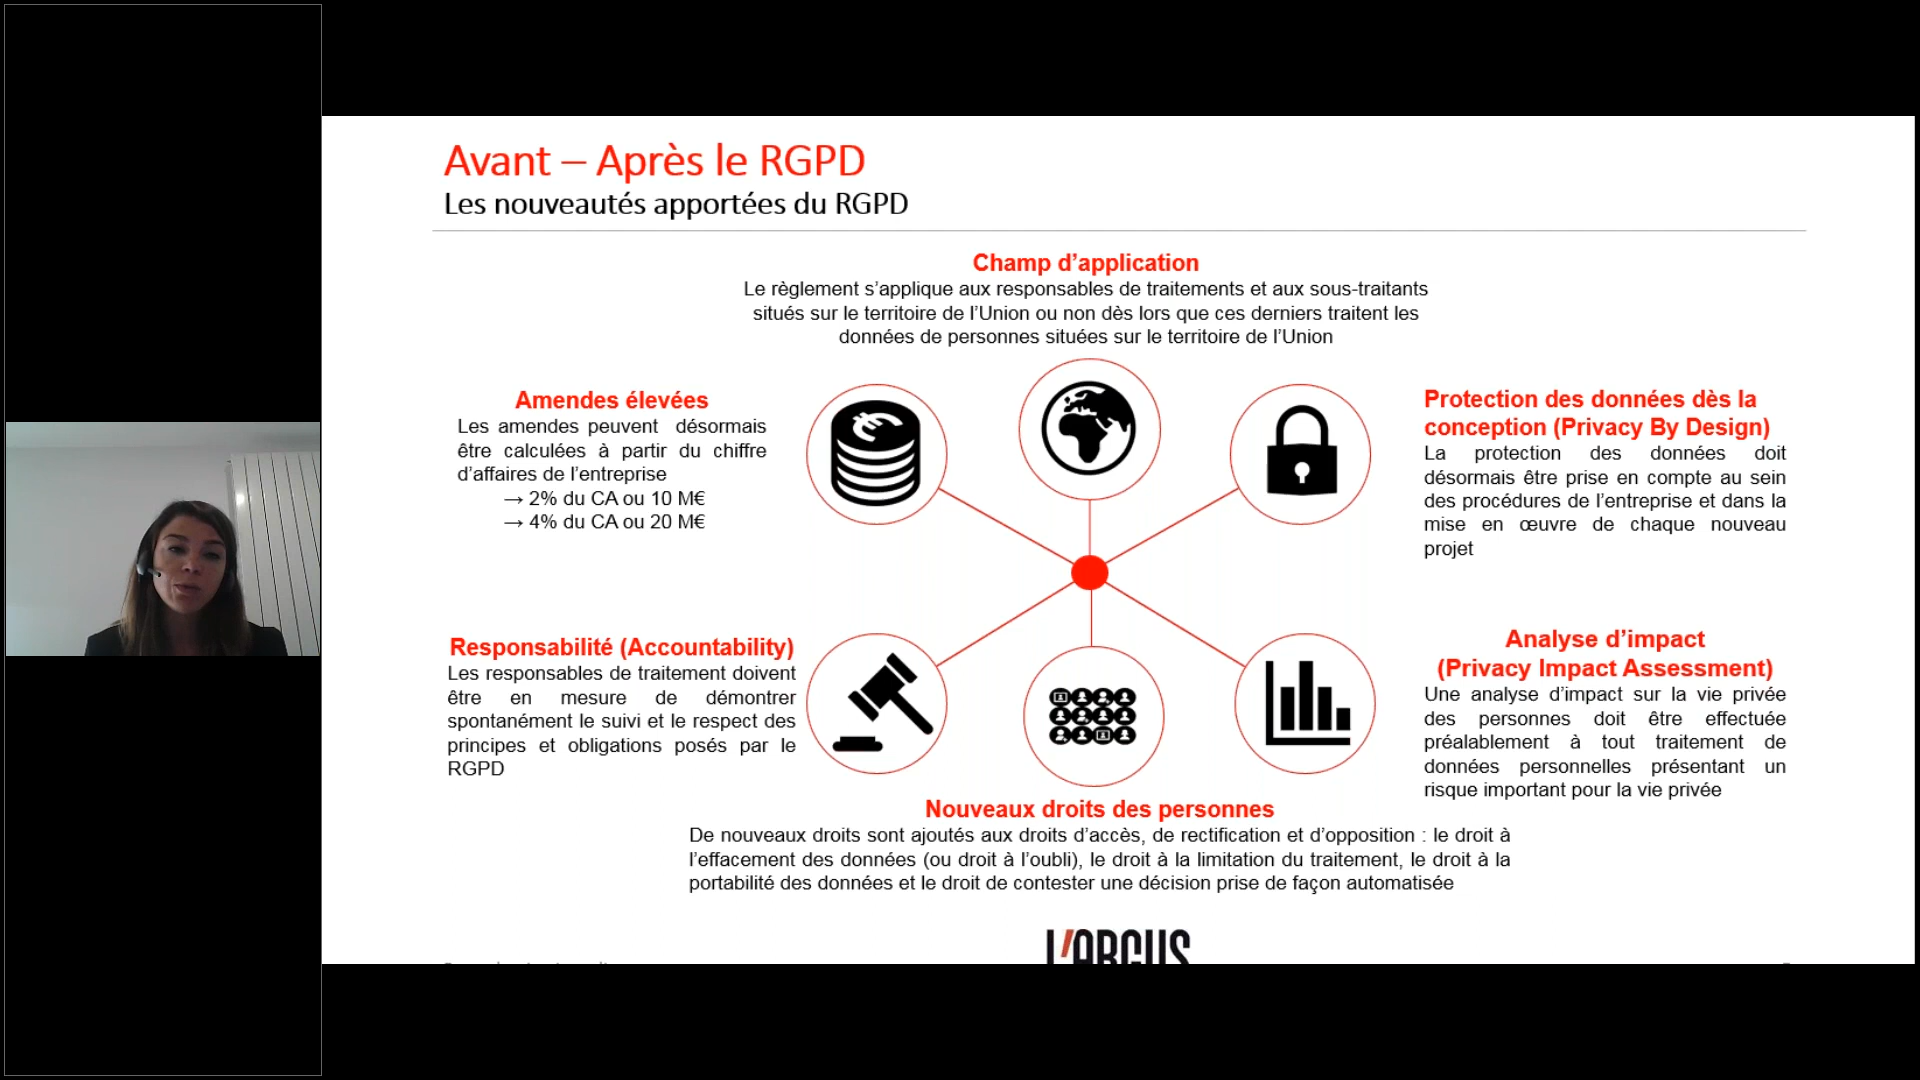 Avant – Après le RGPD
Les nouveautés apportées du RGPD
Champ d’application
Le règlement s’applique aux responsables de traitements et aux sous-traitants
situés sur le territoire de l’Union ou non dès lors que ces derniers traitent les
données de personnes situées sur le territoire de l’Union
Amendes élevées
Les amendes peuvent désormais
être calculées à partir du chiffre
d’affaires de l’entreprise
→ 2% du CA ou 10 M€
→ 4% du CA ou 20 M€
Protection des données dès la
conception (Privacy By Design)
La protection des données doit
désormais être prise en compte au sein
des procédures de l’entreprise et dans la
mise en œuvre de chaque nouveau
projet
Responsabilité (Accountability)
Les responsables de traitement doivent
être en mesure de démontrer
spontanément le suivi et le respect des
principes et obligations posés par le
RGPD
Analyse d’impact
(Privacy Impact Assessment)
Une analyse d’impact sur la vie privée
des personnes doit être effectuée
préalablement à tout traitement de
données personnelles présentant un
risque important pour la vie privée
Nouveaux droits des personnes
De nouveaux droits sont ajoutés aux droits d’accès, de rectification et d’opposition : le droit à
l’effacement des données (ou droit à l’oubli), le droit à la limitation du traitement, le droit à la
portabilité des données et le droit de contester une décision prise de façon automatisée
L’ARGUS